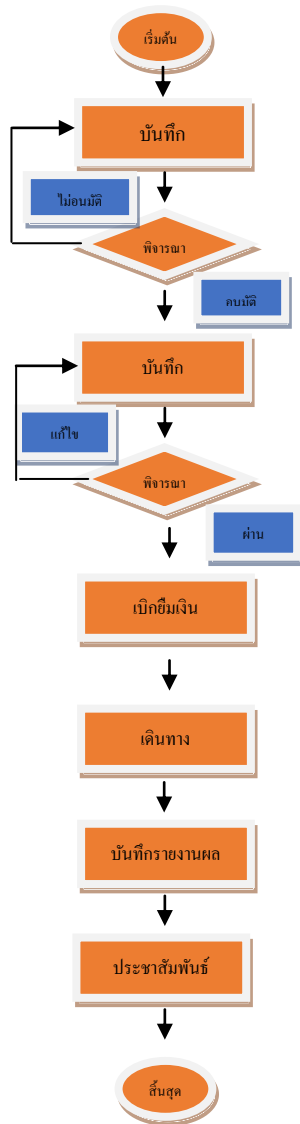 เริ่มต้น
บันทึก
ไม่อนมัติ
พิจารณา
อนมัติ
บันทึก
แก้ไข
พิจารณา
ผ่าน
เบิกยืมเงิน
เดินทาง
บันทึกรายงานผล
ประชาสัมพันธ์
สิ้นสุด